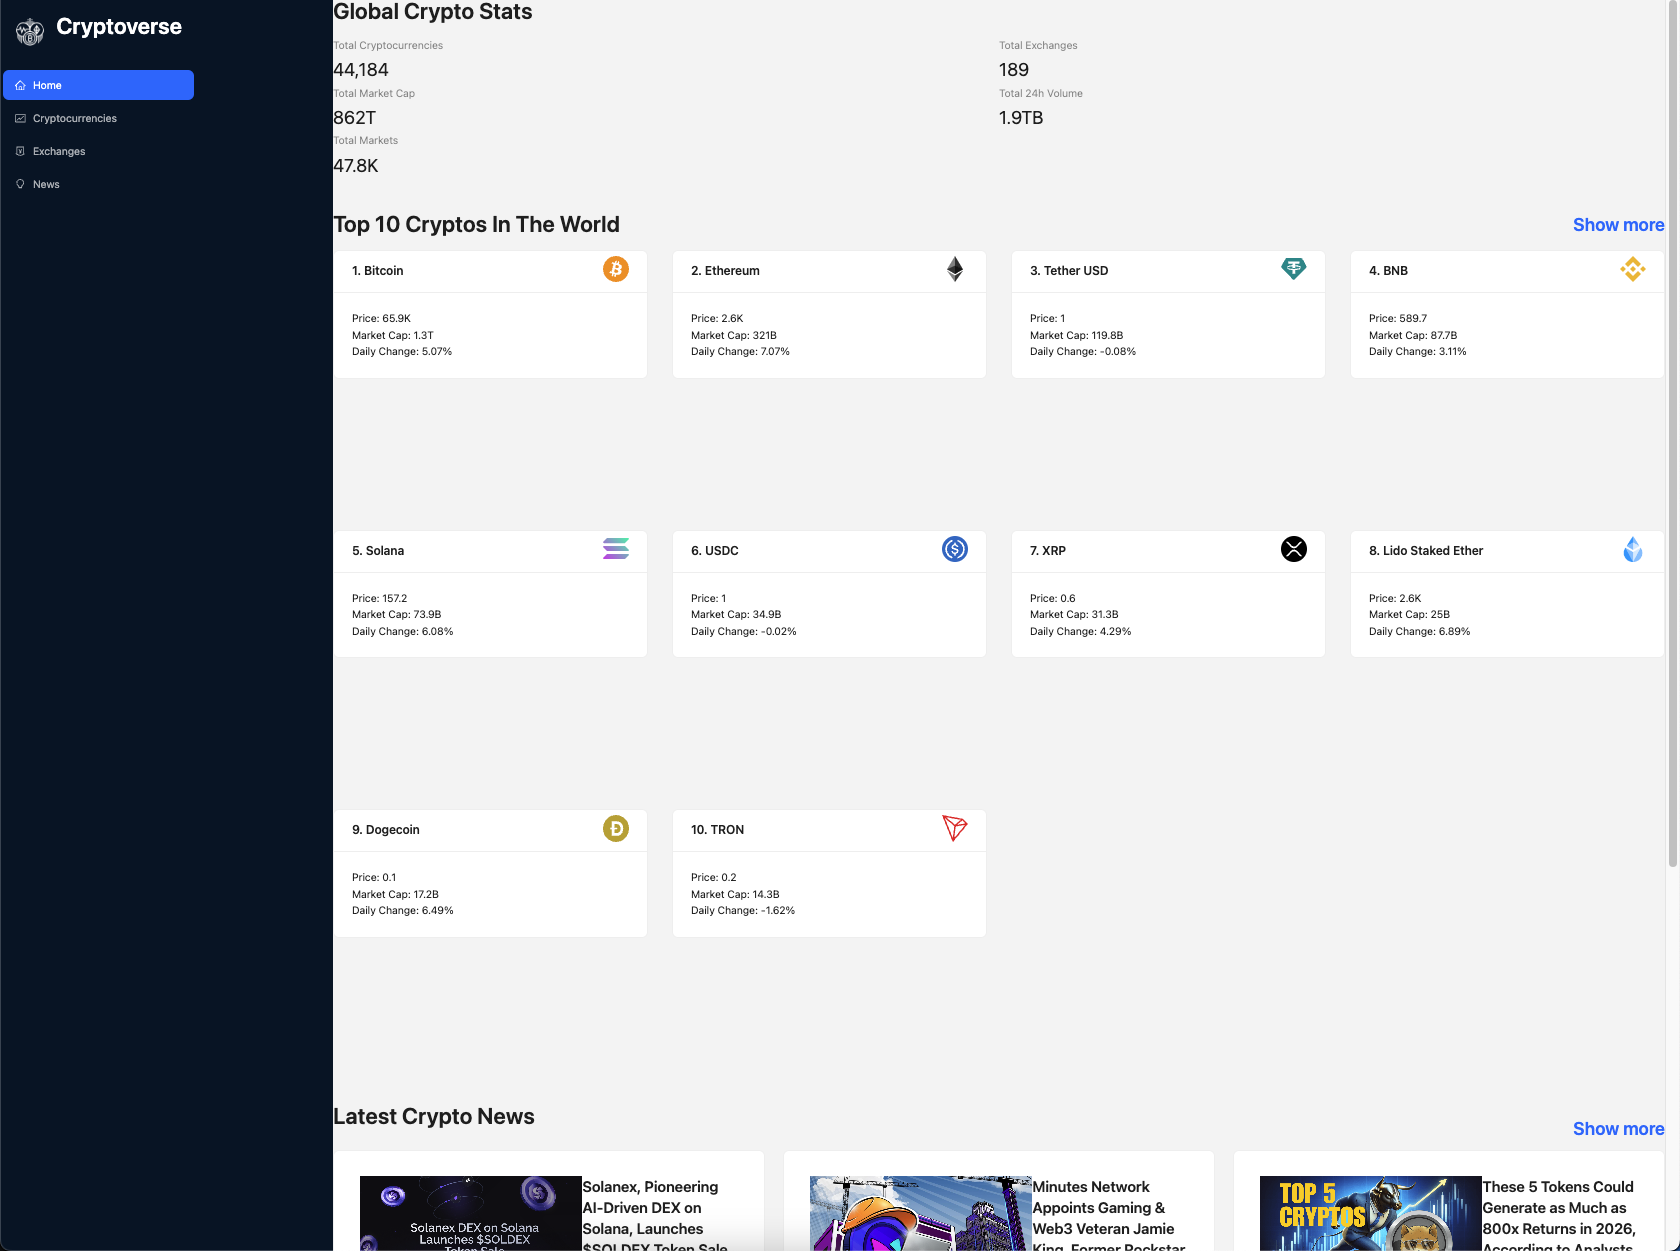 Cryptoverse
Home
Cryptocurrencies
Exchanges
News
Global Crypto Stats
Total Cryptocurrencies
44,184
Total Exchanges
189
Total Market Cap
862T
Total 24h Volume
1.9TB
Total Markets
47.8K
Top 10 Cryptos In The World
Show more
1. Bitcoin
Price: 65.9K
Market Cap: 1.3T
Daily Change: 5.07%
2. Ethereum
Price: 2.6K
Market Cap: 321B
Daily Change: 7.07%
3. Tether USD
Price: 1
Market Cap: 119.8B
Daily Change: -0.08%
4. BNB
Price: 589.7
Market Cap: 87.7B
Daily Change: 3.11%
5. Solana
Price: 157.2
Market Cap: 73.9B
Daily Change: 6.08%
6. USDC
Price: 1
Market Cap: 34.9B
Daily Change: -0.02%
7. XRP
Price: 0.6
Market Cap: 31.3B
Daily Change: 4.29%
8. Lido Staked Ether
Price: 2.6K
Market Cap: 25B
Daily Change: 6.89%
9. Dogecoin
Price: 0.1
Market Cap: 17.2B
Daily Change: 6.49%
10. TRON
Price: 0.2
Market Cap: 14.3B
Daily Change: -1.62%
Latest Crypto News
Show more
Solanex DEX on Solana
Launches $SOLDEX
Token Sale
Solanex, Pioneering
AI-Driven DEX on
Solana, Launches
$SOLDEX Token Sale
Minutes Network
Appoints Gaming &
Web3 Veteran Jamie
King, Former Rockstar
TOP 5
CRYPTOS
These 5 Tokens Could
Generate as Much as
800x Returns in 2026,
According to Analysts